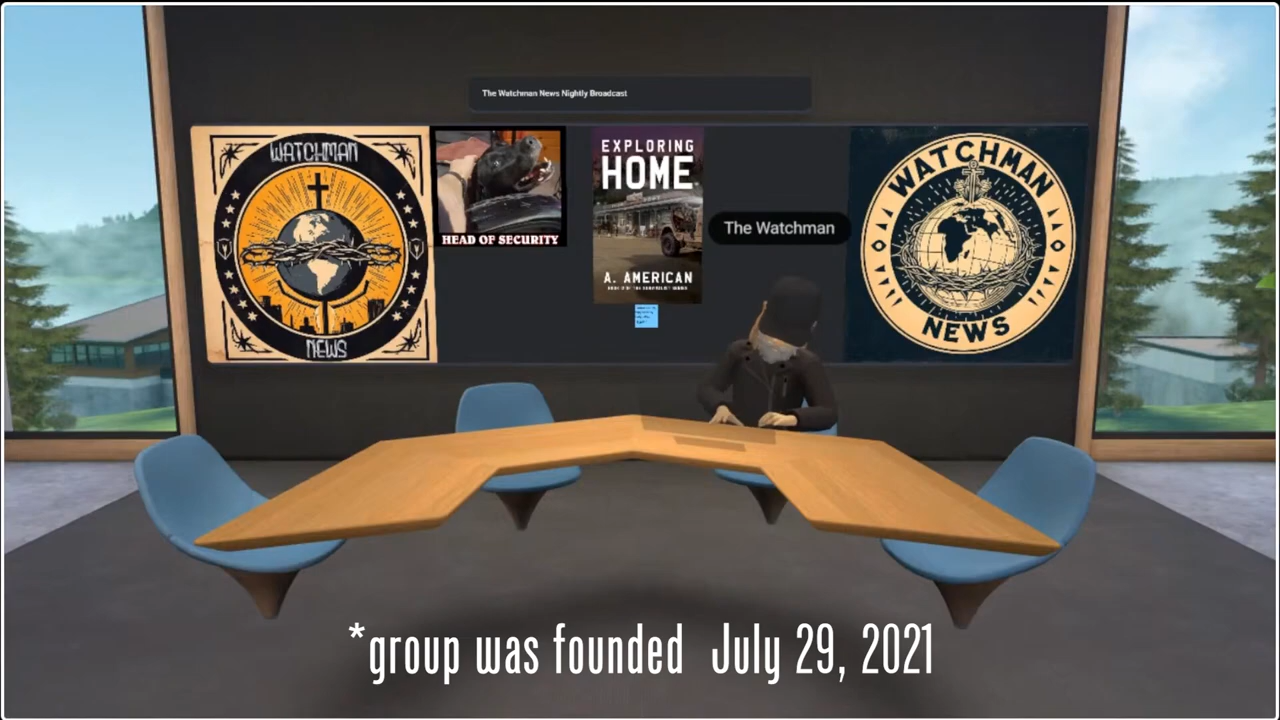 The Watchman News Nightly Broadcast
WATCHMAN
NEWS
HEAD OF SECURITY
EXPLORING
HOME
A. AMERICAN
The Watchman
WATCHMAN
NEWS
*group was founded July 29, 2021